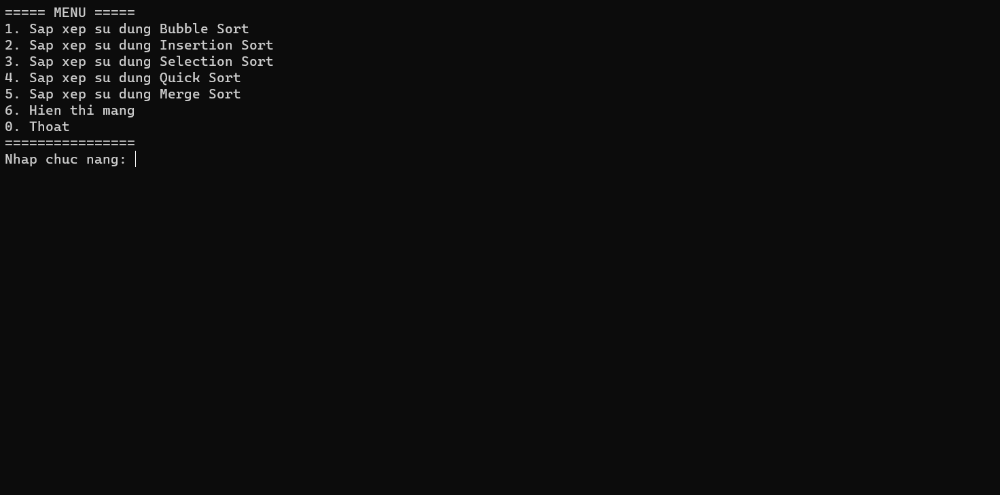 ===== MENU =====
1. Sap xep su dung Bubble Sort
2. Sap xep su dung Insertion Sort
3. Sap xep su dung Selection Sort
4. Sap xep su dung Quick Sort
5. Sap xep su dung Merge Sort
6. Hien thi mang
0. Thoat
================
Nhap chuc nang: